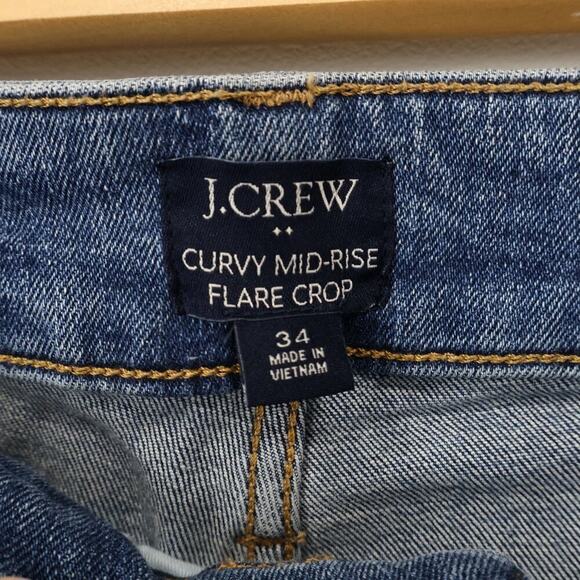 J.CREW
CURVY MID-RISE
FLARE CROP
34
MADE IN
VIETNAM